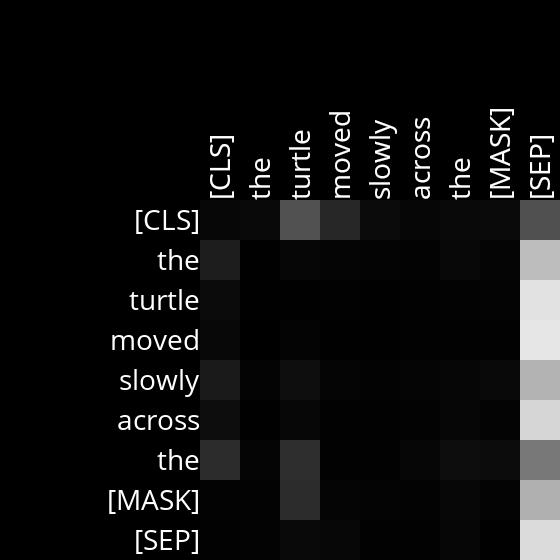 [CLS]
the
turtle
moved
slowly
across
the
[MASK]
[SEP]
[CLS]
the
turtle
moved
slowly
across
the
[MASK]
[SEP]